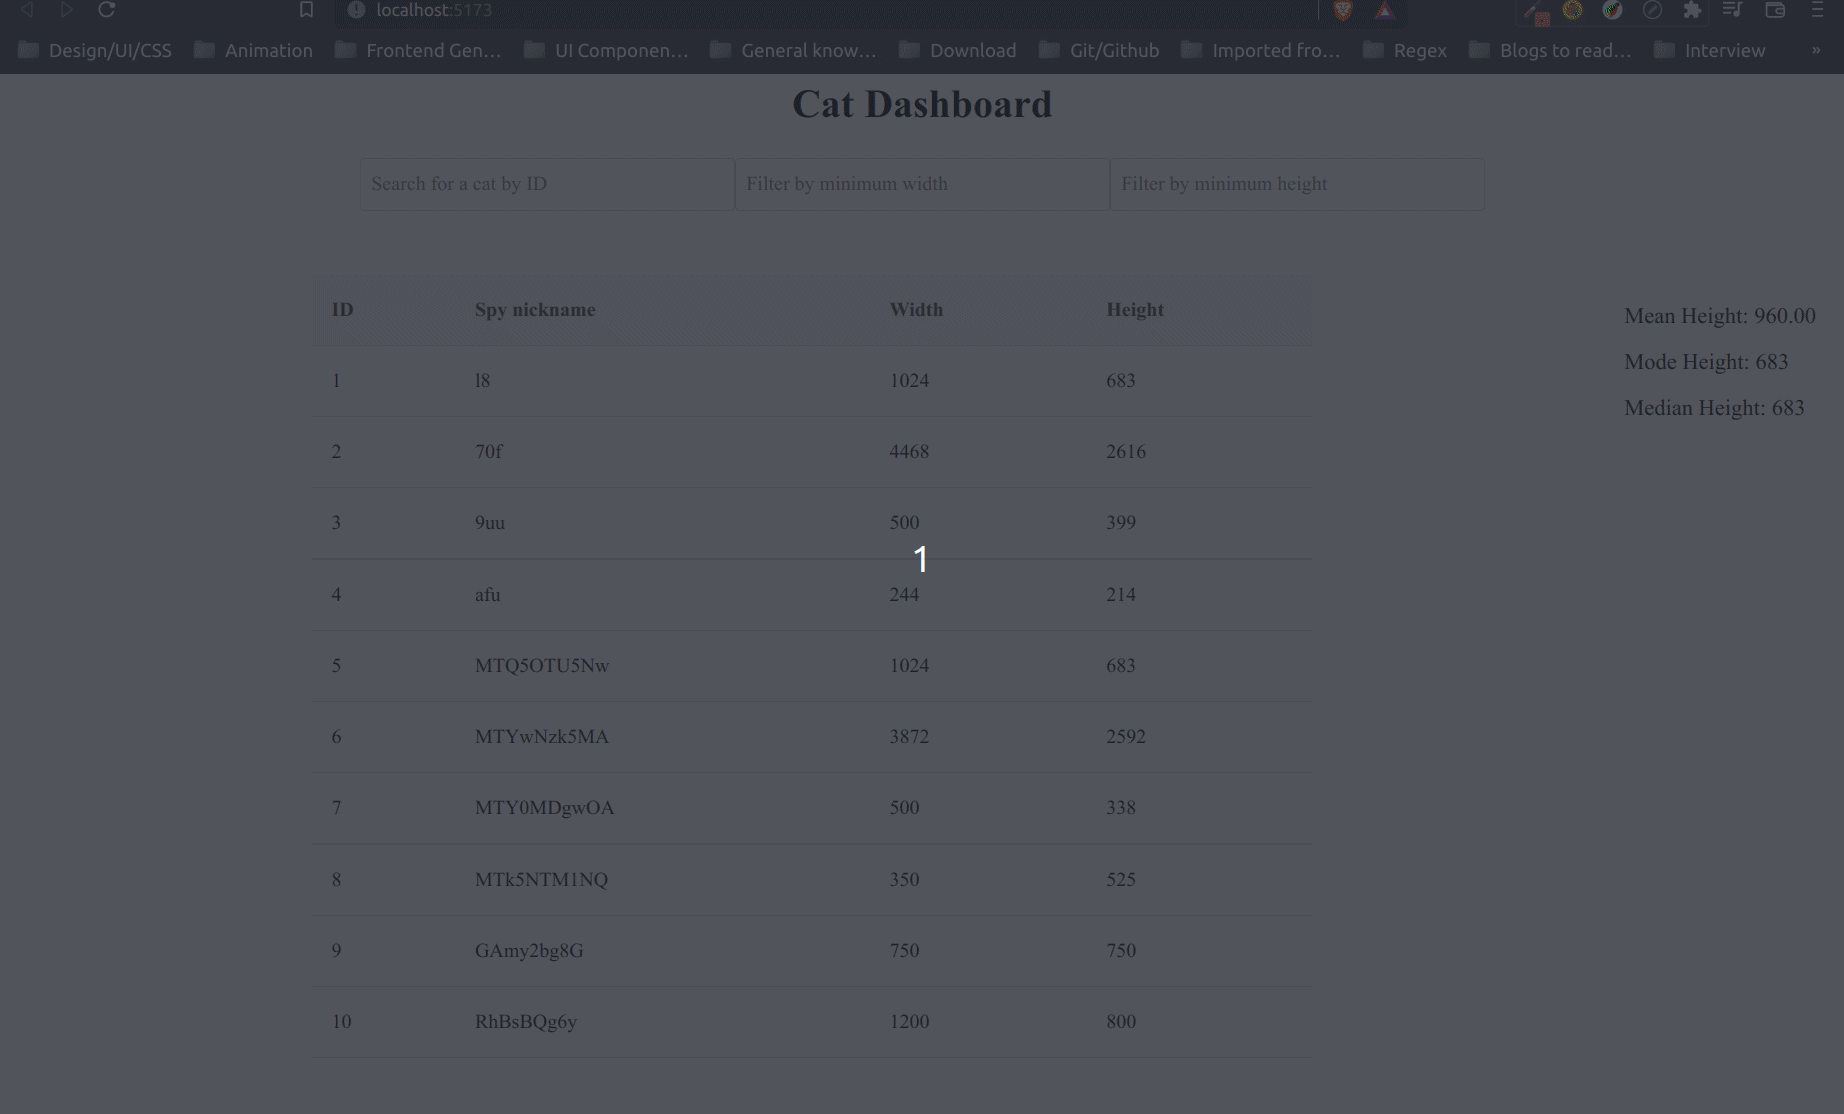 localhost:5173
Design/UI/CSS Animation Frontend Gen... UI Componen... General know... Download Git/Github Imported fro... Regex Blogs to read... Interview »
Cat Dashboard
Search for a cat by ID Filter by minimum width Filter by minimum height
ID Spy nickname Width Height
Mean Height: 960.00
Mode Height: 683
Median Height: 683
1 l8 1024 683
2 70f 4468 2616
3 9uu 500 399
1
4 afu 244 214
5 MTQ5OTU5Nw 1024 683
6 MTYwNzk5MA 3872 2592
7 MTY0MDgwOA 500 338
8 MTk5NTM1NQ 350 525
9 GAmy2bg8G 750 750
10 RhBsBQg6y 1200 800